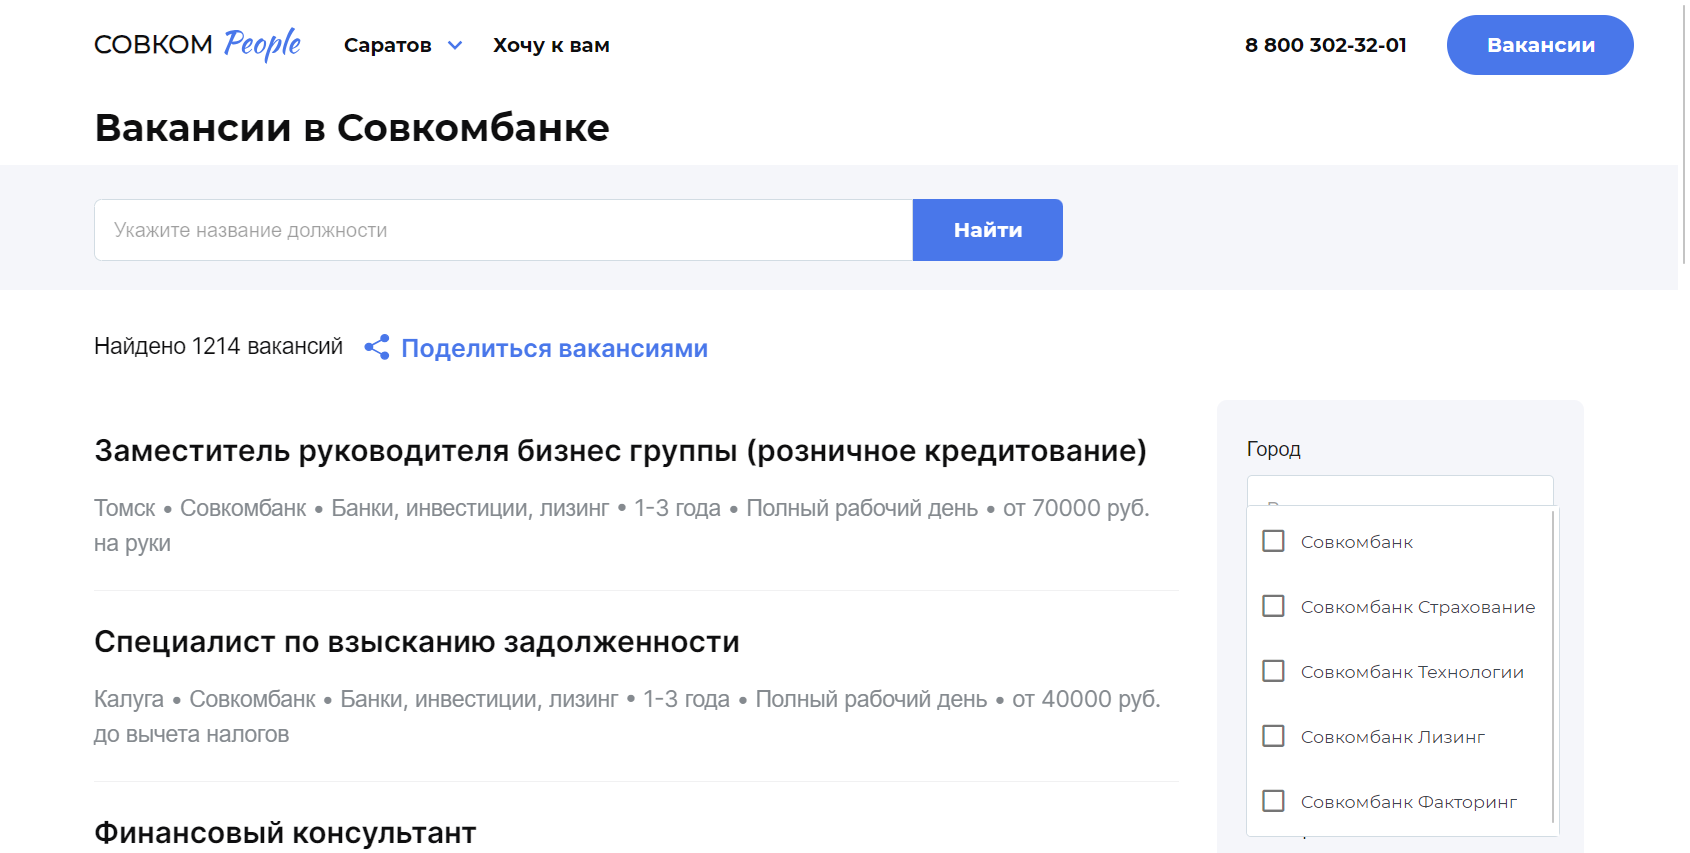 СОВКОМ People
Саратов
Хочу к вам
8 800 302-32-01
Вакансии
Вакансии в Совкомбанке
Укажите название должности
Найти
Найдено 1214 вакансий
Поделиться вакансиями
Заместитель руководителя бизнес группы (розничное кредитование)
Томск • Совкомбанк • Банки, инвестиции, лизинг • 1-3 года • Полный рабочий день • от 70000 руб.
на руки
Специалист по взысканию задолженности
Калуга • Совкомбанк • Банки, инвестиции, лизинг • 1-3 года • Полный рабочий день • от 40000 руб.
до вычета налогов
Финансовый консультант
Город
Совкомбанк
Совкомбанк Страхование
Совкомбанк Технологии
Совкомбанк Лизинг
Совкомбанк Факторинг